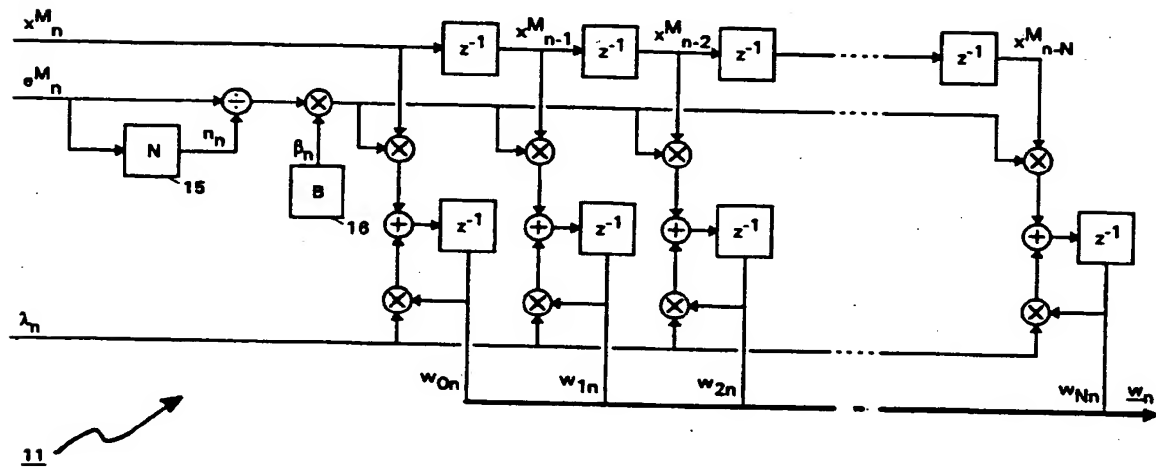 x^M_n
z⁻¹
x^M_n-1
z⁻¹
x^M_n-2
z⁻¹
z⁻¹
x^M_n-N
e^M_n
÷
×
N
n_n
15
β_n
B
16
×
×
×
×
+
z⁻¹
+
z⁻¹
+
z⁻¹
+
z⁻¹
×
×
×
×
λ_n
w_0n
w_1n
w_2n
w_Nn
w_n
11